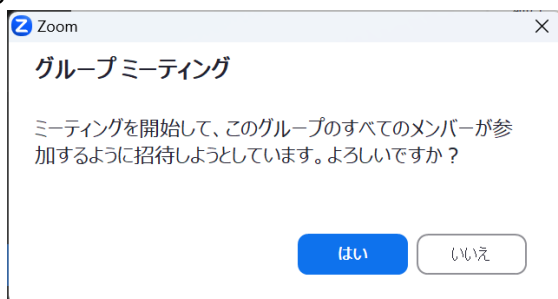 Zoom
グループ ミーティング
ミーティングを開始して、このグループのすべてのメンバーが参
加するように招待しようとしています。よろしいですか？
はい
いいえ